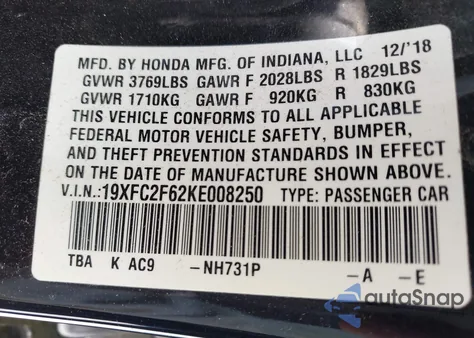 MFD. BY HONDA MFG. OF INDIANA, LLC 12/'18
GVWR 3769LBS GAWR F 2028LBS R 1829LBS
GVWR 1710KG GAWR F 920KG R 830KG
THIS VEHICLE CONFORMS TO ALL APPLICABLE
FEDERAL MOTOR VEHICLE SAFETY, BUMPER,
AND THEFT PREVENTION STANDARDS IN EFFECT
ON THE DATE OF MANUFACTURE SHOWN ABOVE.
V.I.N.:19XFC2F62KE008250 TYPE: PASSENGER CAR
TBA K AC9 -NH731P -A -E
autoSnap